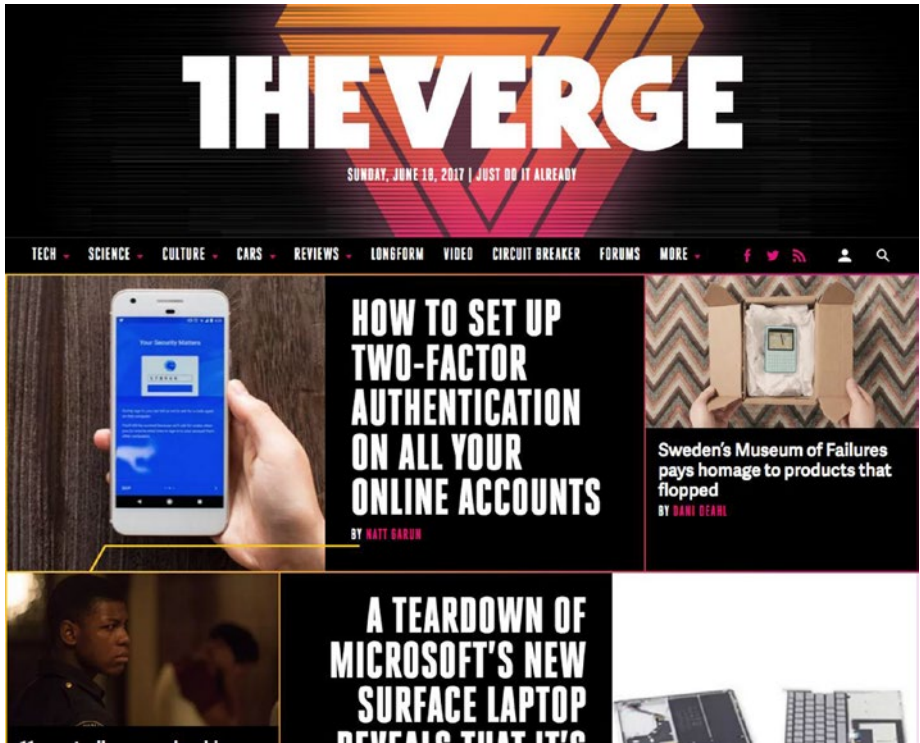 THE VERGE
SUNDAY, JUNE 18, 2017 | JUST DO IT ALREADY
TECH SCIENCE CULTURE CARS REVIEWS LONGFORM VIDEO CIRCUIT BREAKER FORUMS MORE
Your Security Matters
HOW TO SET UP
TWO-FACTOR
AUTHENTICATION
ON ALL YOUR
ONLINE ACCOUNTS
BY NATT GARUN
Sweden's Museum of Failures
pays homage to products that
flopped
BY DANI DEAHL
A TEARDOWN OF
MICROSOFT'S NEW
SURFACE LAPTOP
REVEALS THAT IT'S